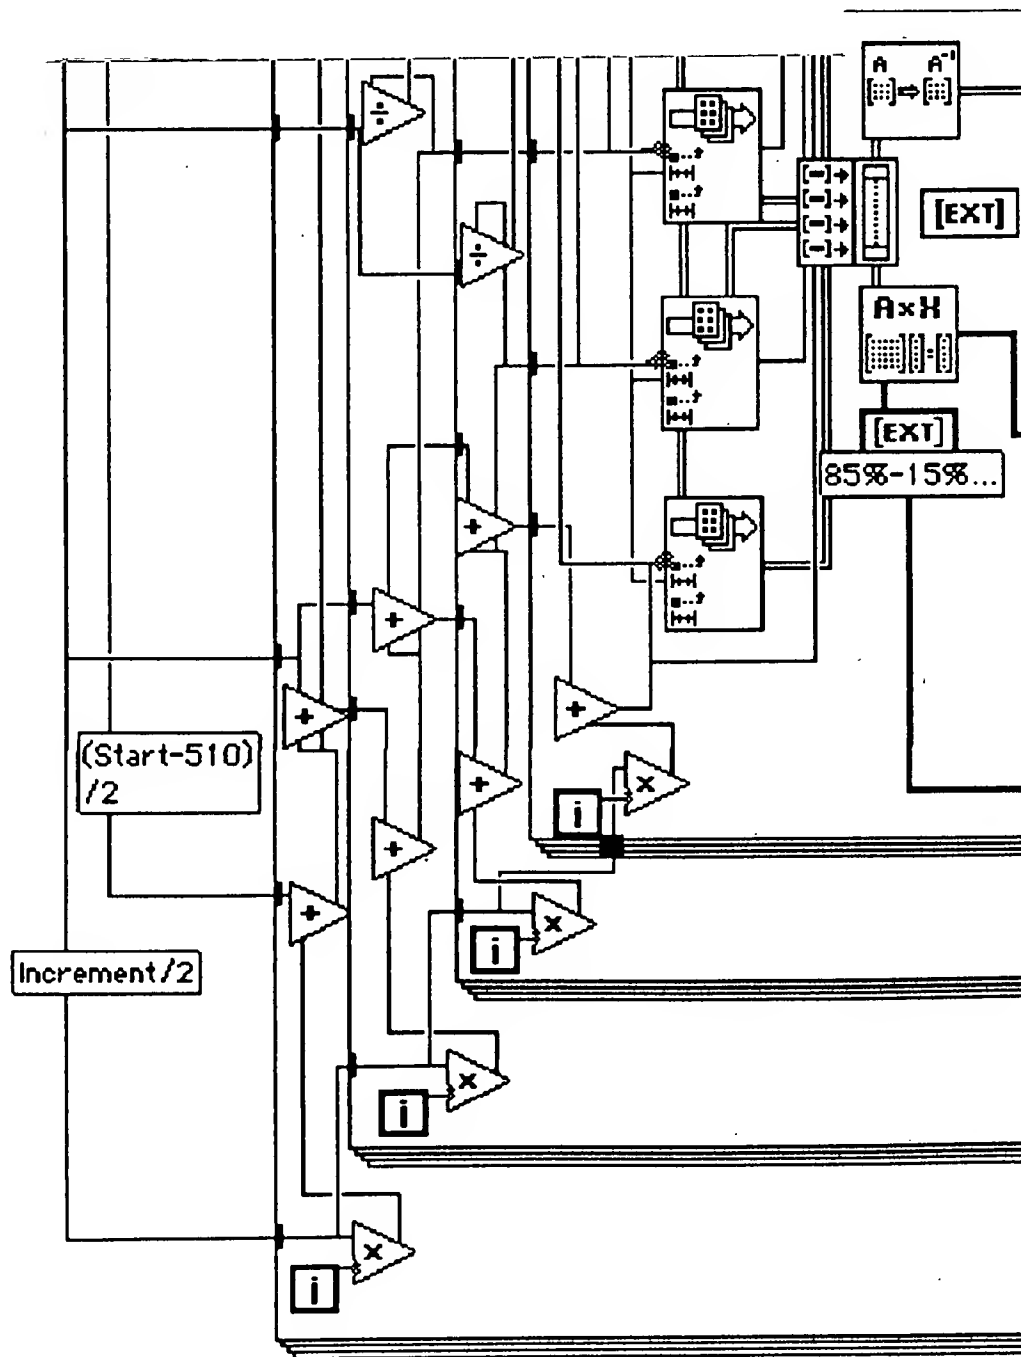 ÷
A A⁻¹
[EXT]
÷
A×X
[EXT]
85%-15%...
+
+
+
+
(Start-510)
/2
+
×
i
+
+
×
i
Increment/2
×
i
×
i